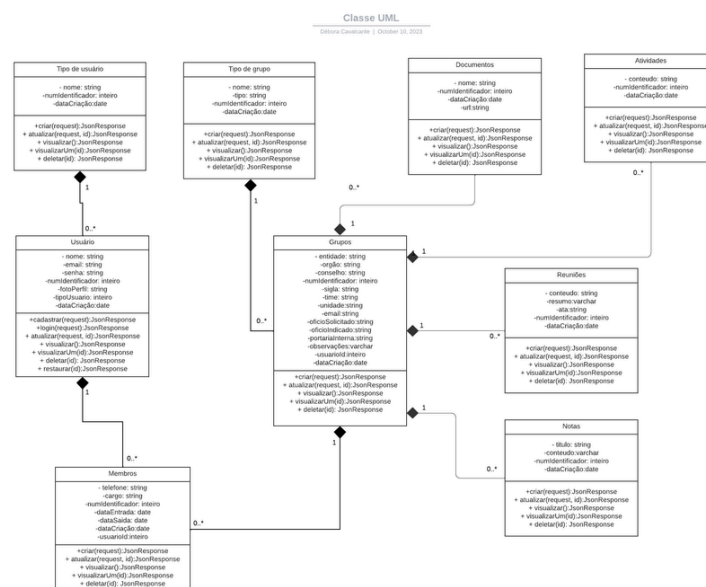 Classe UML
Débora Cavalcante | October 10, 2023
Tipo de usuário
- nome: string
-numIdentificador: inteiro
-dataCriação:date
+criar(request):JsonResponse
+ atualizar(request, id):JsonResponse
+ visualizar():JsonResponse
+ visualizarUm(id):JsonResponse
+ deletar(id): JsonResponse
1
0..*
Tipo de grupo
- nome: string
- tipo: string
-numIdentificador: inteiro
-dataCriação:date
+criar(request):JsonResponse
+ atualizar(request, id):JsonResponse
+ visualizar():JsonResponse
+ visualizarUm(id):JsonResponse
+ deletar(id): JsonResponse
1
0..*
Documentos
- nome: string
-numIdentificador: inteiro
-dataCriação:date
-url:string
+criar(request):JsonResponse
+ atualizar(request, id):JsonResponse
+ visualizar():JsonResponse
+ visualizarUm(id):JsonResponse
+ deletar(id): JsonResponse
0..*
1
Atividades
- conteudo: string
-numIdentificador: inteiro
-dataCriação:date
+criar(request):JsonResponse
+ atualizar(request, id):JsonResponse
+ visualizar():JsonResponse
+ visualizarUm(id):JsonResponse
+ deletar(id): JsonResponse
0..*
1
Usuário
- nome: string
-email: string
-senha: string
-numIdentificador: inteiro
-fotoPerfil: string
-tipoUsuario: inteiro
-dataCriação:date
+cadastrar(request):JsonResponse
+login(request):JsonResponse
+ atualizar(request, id):JsonResponse
+ visualizar():JsonResponse
+ visualizarUm(id):JsonResponse
+ deletar(id): JsonResponse
+ restaurar(id):JsonResponse
1
0..*
Grupos
- entidade: string
-orgão: string
-conselho: string
-numIdentificador: inteiro
-sigla: string
-time: string
-unidade:string
-email:string
-oficioSolicitado:string
-oficioIndicado:string
-portariaInterna:string
-observações:varchar
-usuarioId:inteiro
-dataCriação:date
+criar(request):JsonResponse
+ atualizar(request, id):JsonResponse
+ visualizar():JsonResponse
+ visualizarUm(id):JsonResponse
+ deletar(id): JsonResponse
1
0..*
Reuniões
- conteudo: string
-resumo:varchar
-ata:string
-numIdentificador: inteiro
-dataCriação:date
+criar(request):JsonResponse
+ atualizar(request, id):JsonResponse
+ visualizar():JsonResponse
+ visualizarUm(id):JsonResponse
+ deletar(id): JsonResponse
1
0..*
Notas
- titulo: string
-conteudo:varchar
-numIdentificador: inteiro
-dataCriação:date
+criar(request):JsonResponse
+ atualizar(request, id):JsonResponse
+ visualizar():JsonResponse
+ visualizarUm(id):JsonResponse
+ deletar(id): JsonResponse
1
0..*
Membros
- telefone: string
-cargo: string
-numIdentificador: inteiro
-dataEntrada: date
-dataSaida: date
-dataCriação:date
-usuarioId:inteiro
+criar(request):JsonResponse
+ atualizar(request, id):JsonResponse
+ visualizar():JsonResponse
+ visualizarUm(id):JsonResponse
+ deletar(id): JsonResponse